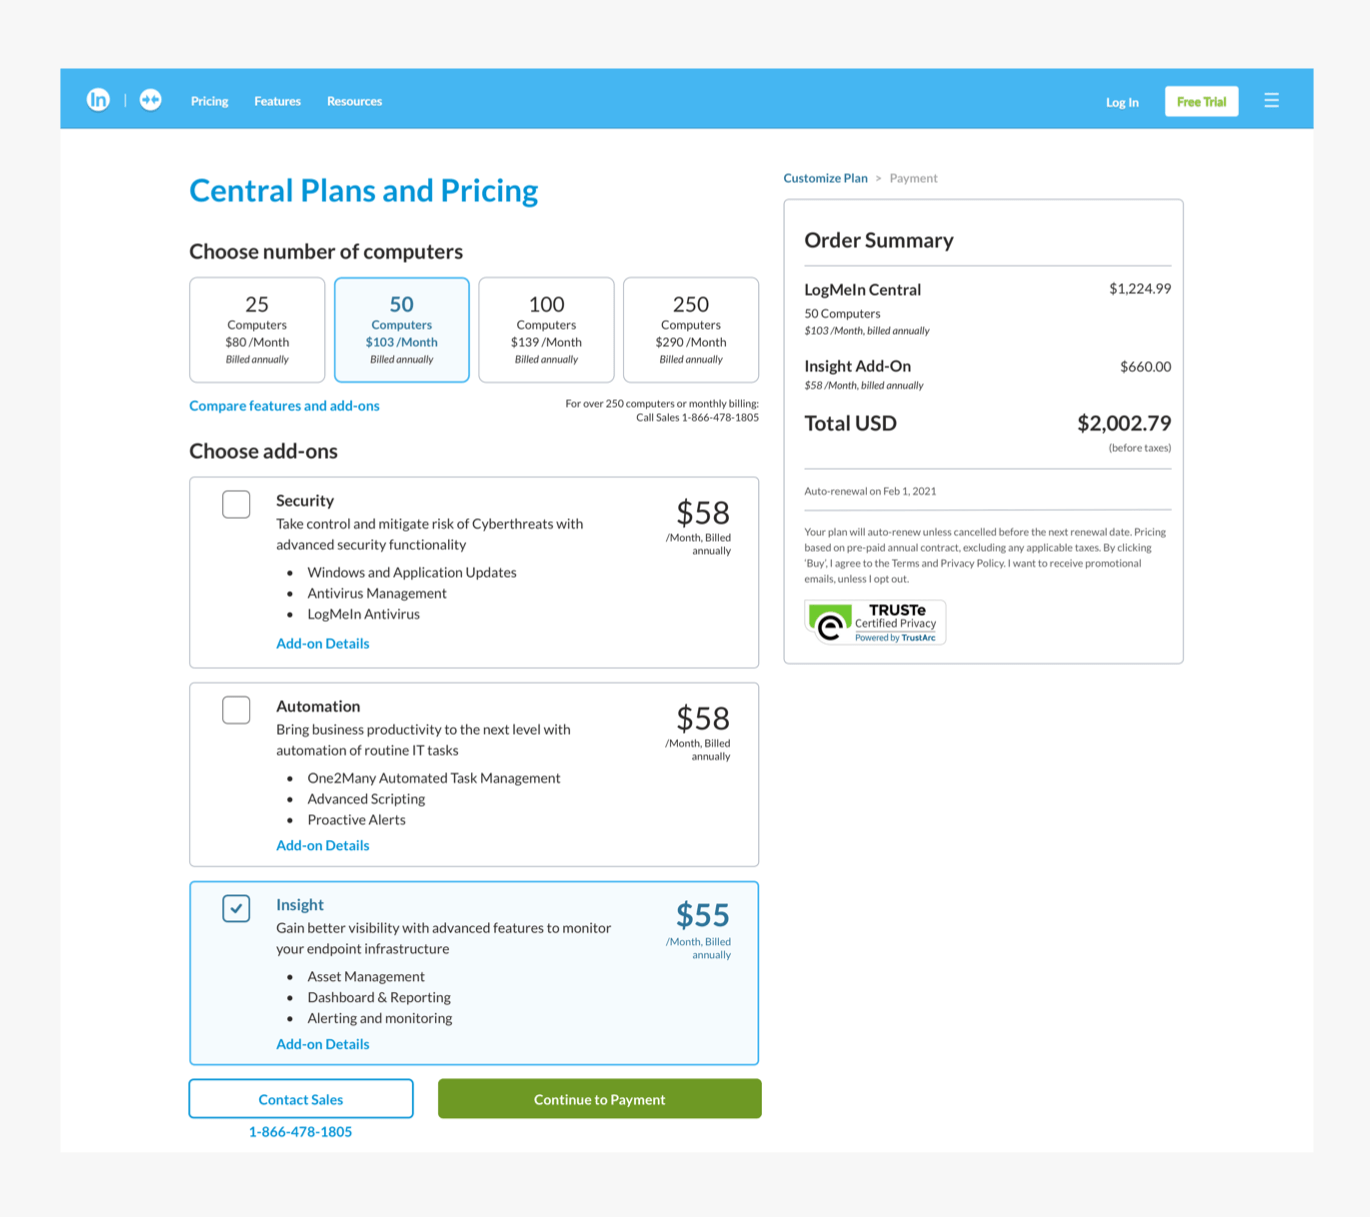 in
Pricing
Features
Resources
Log In
Free Trial
Central Plans and Pricing
Choose number of computers
25
Computers
$80 /Month
Billed annually
50
Computers
$103 /Month
Billed annually
100
Computers
$139 /Month
Billed annually
250
Computers
$290 /Month
Billed annually
Compare features and add-ons
For over 250 computers or monthly billing:
Call Sales 1-866-478-1805
Choose add-ons
Security
Take control and mitigate risk of Cyberthreats with
advanced security functionality
• Windows and Application Updates
• Antivirus Management
• LogMeIn Antivirus
Add-on Details
$58
/Month, Billed
annually
Automation
Bring business productivity to the next level with
automation of routine IT tasks
• One2Many Automated Task Management
• Advanced Scripting
• Proactive Alerts
Add-on Details
$58
/Month, Billed
annually
Insight
Gain better visibility with advanced features to monitor
your endpoint infrastructure
• Asset Management
• Dashboard & Reporting
• Alerting and monitoring
Add-on Details
$55
/Month, Billed
annually
Contact Sales
1-866-478-1805
Continue to Payment
Customize Plan > Payment
Order Summary
LogMeIn Central $1,224.99
50 Computers
$103 /Month, billed annually
Insight Add-On $660.00
$58 /Month, billed annually
Total USD $2,002.79
(before taxes)
Auto-renewal on Feb 1, 2021
Your plan will auto-renew unless cancelled before the next renewal date. Pricing
based on pre-paid annual contract, excluding any applicable taxes. By clicking
'Buy', I agree to the Terms and Privacy Policy. I want to receive promotional
emails, unless I opt out.
TRUSTe
Certified Privacy
Powered by TrustArc